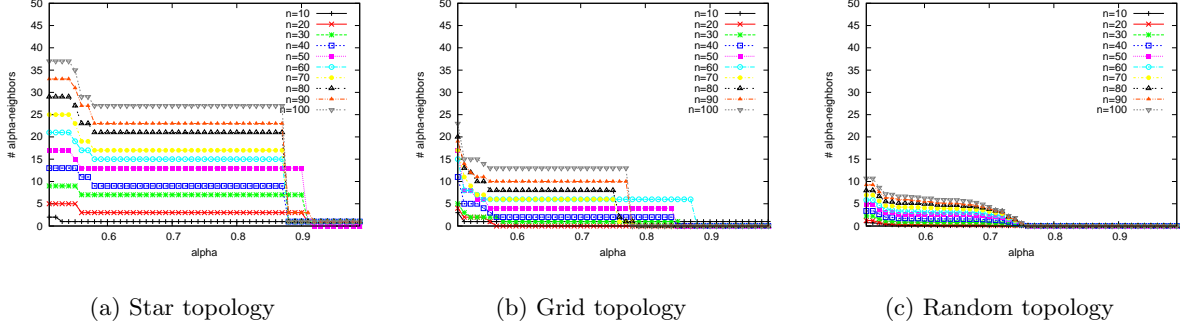 50
45
40
35
30
25
20
15
10
5
0
# alpha-neighbors
0.6 0.7 0.8 0.9
alpha
n=10
n=20
n=30
n=40
n=50
n=60
n=70
n=80
n=90
n=100
(a) Star topology
50
45
40
35
30
25
20
15
10
5
0
# alpha-neighbors
0.6 0.7 0.8 0.9
alpha
n=10
n=20
n=30
n=40
n=50
n=60
n=70
n=80
n=90
n=100
(b) Grid topology
50
45
40
35
30
25
20
15
10
5
0
# alpha-neighbors
0.6 0.7 0.8 0.9
alpha
n=10
n=20
n=30
n=40
n=50
n=60
n=70
n=80
n=90
n=100
(c) Random topology